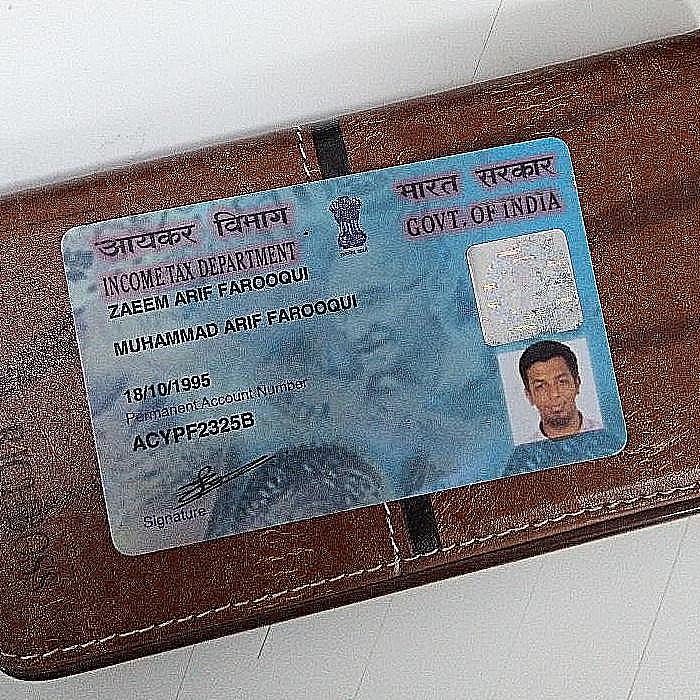 आयकर विभाग
INCOME TAX DEPARTMENT
भारत सरकार
GOVT. OF INDIA
ZAEEM ARIF FAROOQUI
MUHAMMAD ARIF FAROOQUI
18/10/1995
Permanent Account Number
ACYPF2325B
Signature